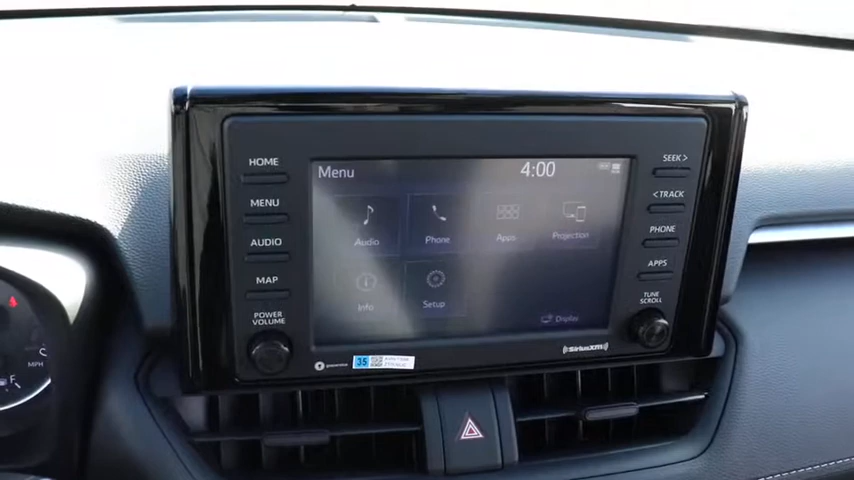 HOME
MENU
AUDIO
MAP
POWER
VOLUME
Menu
4:00
Audio
Phone
Apps
Projection
Info
Setup
Display
SEEK >
< TRACK
PHONE
APPS
TUNE
SCROLL
35
SiriusXM
MPH
F